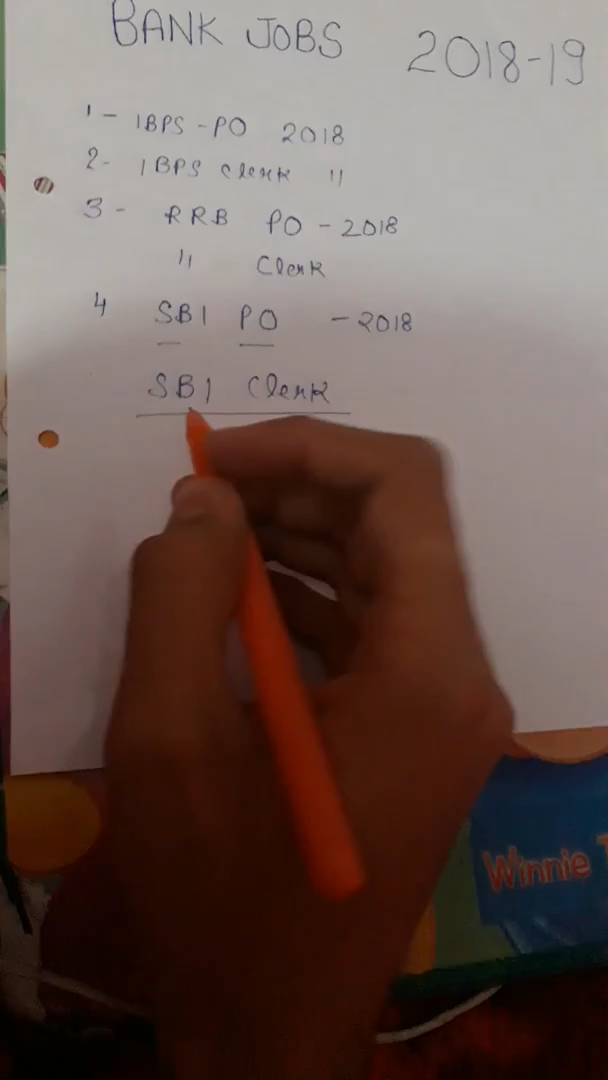 BANK JOBS 2018-19
1- IBPS-PO 2018
2- IBPS Clerk "
3- RRB PO-2018
" Clerk
4 SBI PO -2018
SBI Clerk
Winnie